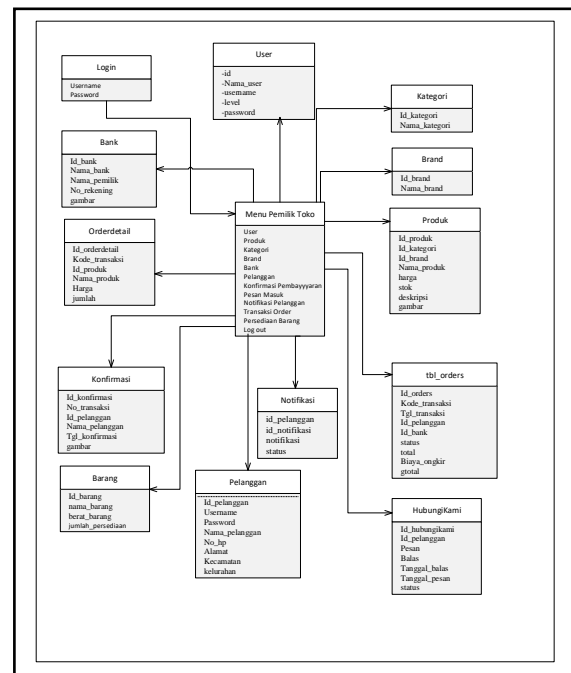 Login
Username
Password
User
-id
-Nama_user
-username
-level
-password
Kategori
Id_kategori
Nama_kategori
Bank
Id_bank
Nama_bank
Nama_pemilik
No_rekening
gambar
Brand
Id_brand
Nama_brand
Orderdetail
Id_orderdetail
Kode_transaksi
Id_produk
Nama_produk
Harga
jumlah
Menu Pemilik Toko
User
Produk
Kategori
Brand
Bank
Pelanggan
Konfirmasi Pembayyyaran
Pesan Masuk
Notifikasi Pelanggan
Transaksi Order
Persediaan Barang
Log out
Produk
Id_produk
Id_kategori
Id_brand
Nama_produk
harga
stok
deskripsi
gambar
Konfirmasi
Id_konfirmasi
No_transaksi
Id_pelanggan
Nama_pelanggan
Tgl_konfirmasi
gambar
Notifikasi
id_pelanggan
id_notifikasi
notifikasi
status
tbl_orders
Id_orders
Kode_transaksi
Tgl_transaksi
Id_pelanggan
Id_bank
status
total
Biaya_ongkir
gtotal
Barang
Id_barang
nama_barang
berat_barang
jumlah_persediaan
Pelanggan
Id_pelanggan
Username
Password
Nama_pelanggan
No_hp
Alamat
Kecamatan
kelurahan
HubungiKami
Id_hubungikami
Id_pelanggan
Pesan
Balas
Tanggal_balas
Tanggal_pesan
status